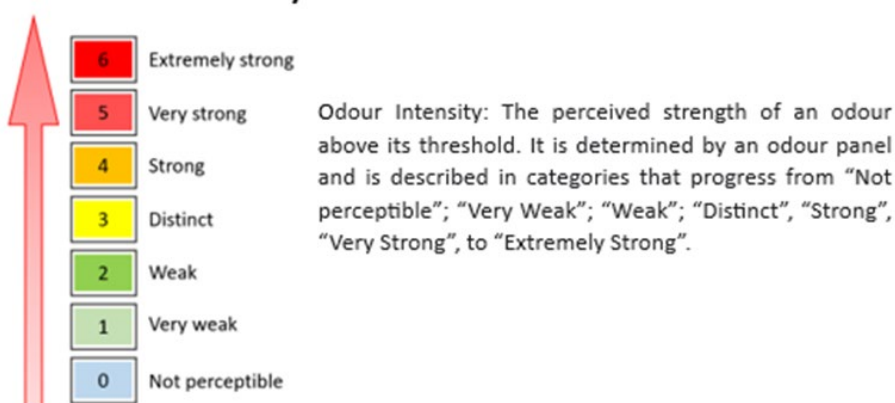 6 Extremely strong
5 Very strong
4 Strong
3 Distinct
2 Weak
1 Very weak
0 Not perceptible
Odour Intensity: The perceived strength of an odour
above its threshold. It is determined by an odour panel
and is described in categories that progress from “Not
perceptible”; “Very Weak”; “Weak”; “Distinct”, “Strong”,
“Very Strong”, to “Extremely Strong”.